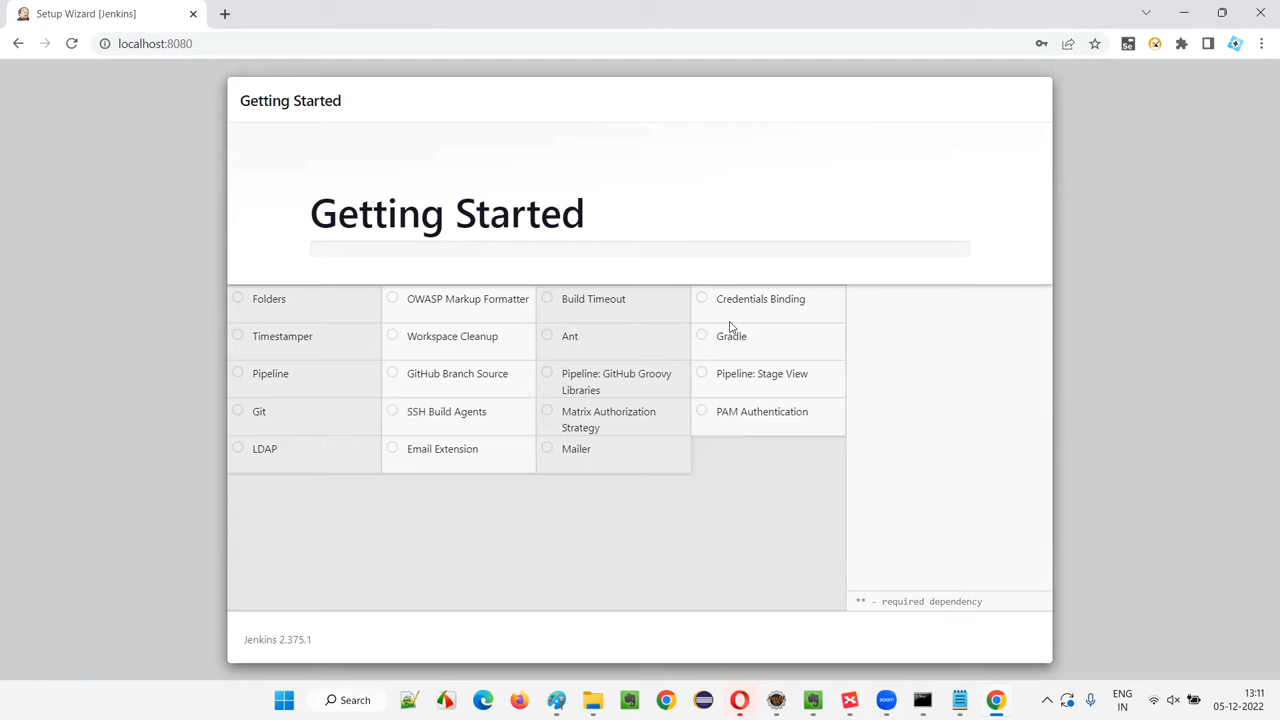 Setup Wizard [Jenkins]
localhost:8080
Getting Started
Getting Started
Folders
OWASP Markup Formatter
Build Timeout
Credentials Binding
Timestamper
Workspace Cleanup
Ant
Gradle
Pipeline
GitHub Branch Source
Pipeline: GitHub Groovy
Libraries
Pipeline: Stage View
Git
SSH Build Agents
Matrix Authorization
Strategy
PAM Authentication
LDAP
Email Extension
Mailer
** - required dependency
Jenkins 2.375.1
Search
zoom
ENG
IN
13:11
05-12-2022